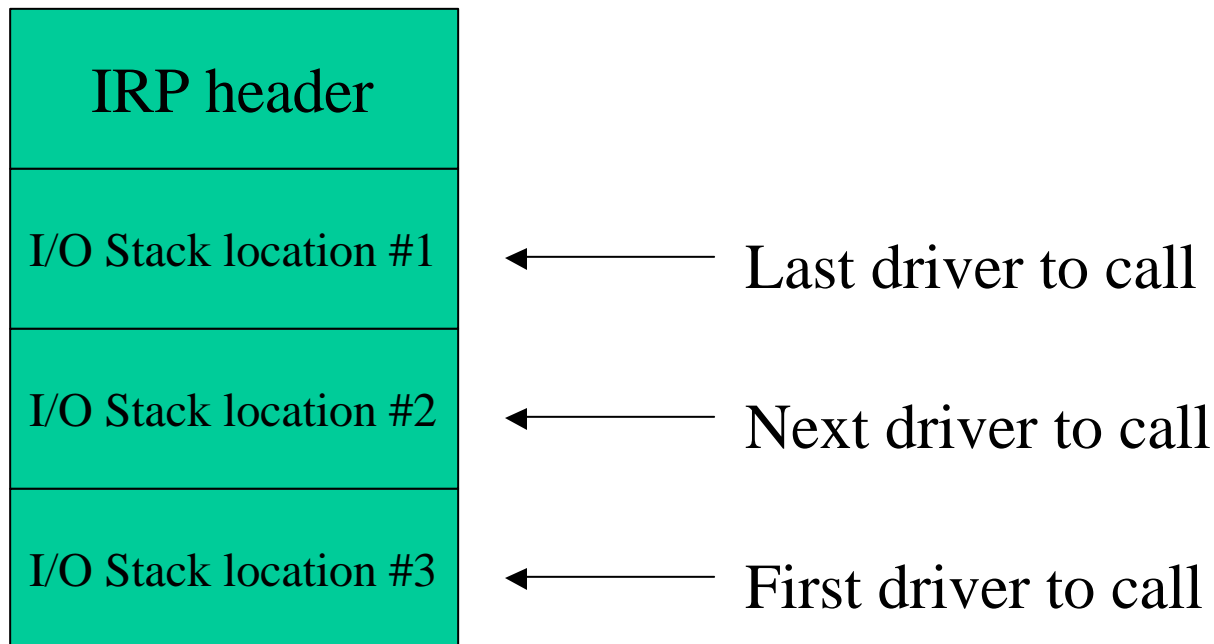 IRP header
I/O Stack location #1
Last driver to call
I/O Stack location #2
Next driver to call
I/O Stack location #3
First driver to call